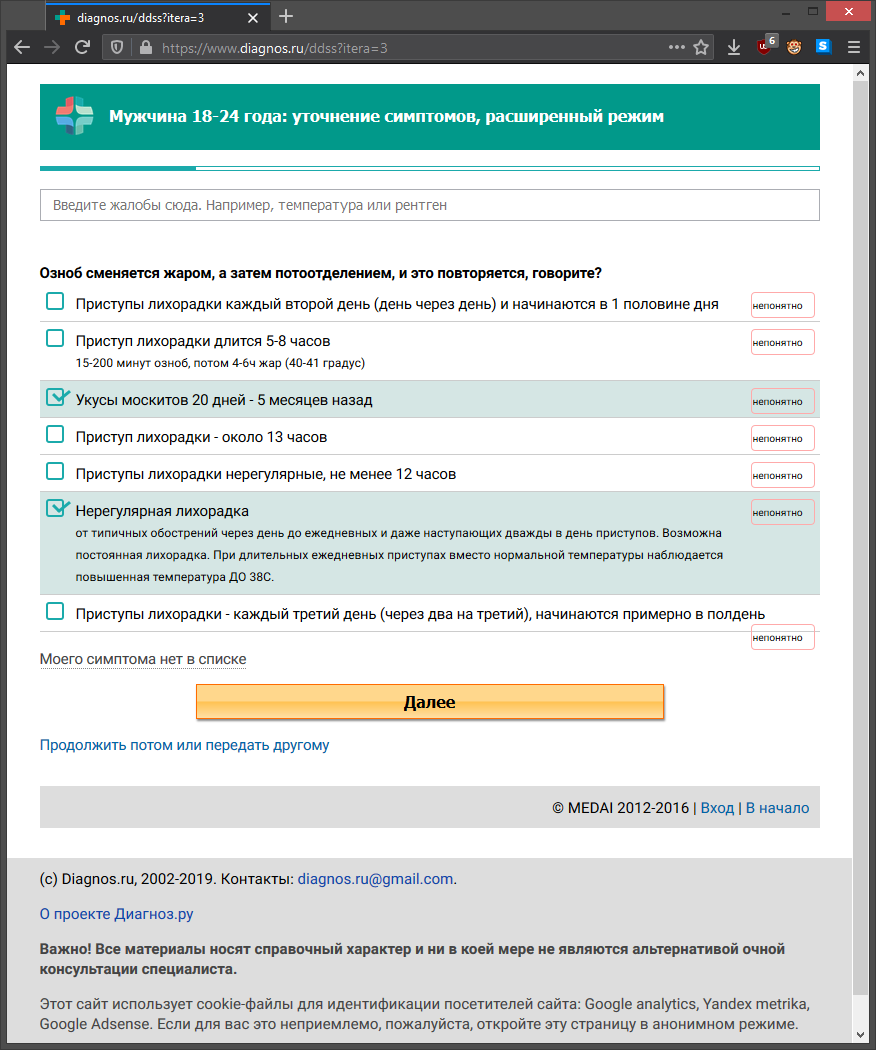 diagnos.ru/ddss?itera=3
https://www.diagnos.ru/ddss?itera=3
6
Мужчина 18-24 года: уточнение симптомов, расширенный режим
Введите жалобы сюда. Например, температура или рентген
Озноб сменяется жаром, а затем потоотделением, и это повторяется, говорите?
Приступы лихорадки каждый второй день (день через день) и начинаются в 1 половине дня
непонятно
Приступ лихорадки длится 5-8 часов
непонятно
15-200 минут озноб, потом 4-6ч жар (40-41 градус)
Укусы москитов 20 дней - 5 месяцев назад
непонятно
Приступ лихорадки - около 13 часов
непонятно
Приступы лихорадки нерегулярные, не менее 12 часов
непонятно
Нерегулярная лихорадка
непонятно
от типичных обострений через день до ежедневных и даже наступающих дважды в день приступов. Возможна
постоянная лихорадка. При длительных ежедневных приступах вместо нормальной температуры наблюдается
повышенная температура ДО 38С.
Приступы лихорадки - каждый третий день (через два на третий), начинаются примерно в полдень
непонятно
Моего симптома нет в списке
Далее
Продолжить потом или передать другому
© MEDAI 2012-2016 | Вход | В начало
(c) Diagnos.ru, 2002-2019. Контакты: diagnos.ru@gmail.com.
О проекте Диагноз.ру
Важно! Все материалы носят справочный характер и ни в коей мере не являются альтернативой очной
консультации специалиста.
Этот сайт использует cookie-файлы для идентификации посетителей сайта: Google analytics, Yandex metrika,
Google Adsense. Если для вас это неприемлемо, пожалуйста, откройте эту страницу в анонимном режиме.